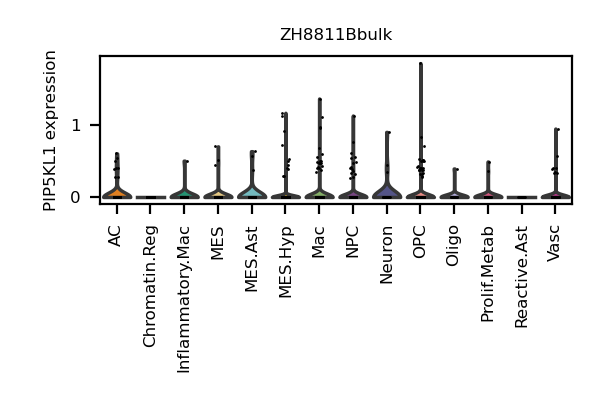 ZH8811Bbulk
PIP5KL1 expression
1
0
AC
Chromatin.Reg
Inflammatory.Mac
MES
MES.Ast
MES.Hyp
Mac
NPC
Neuron
OPC
Oligo
Prolif.Metab
Reactive.Ast
Vasc